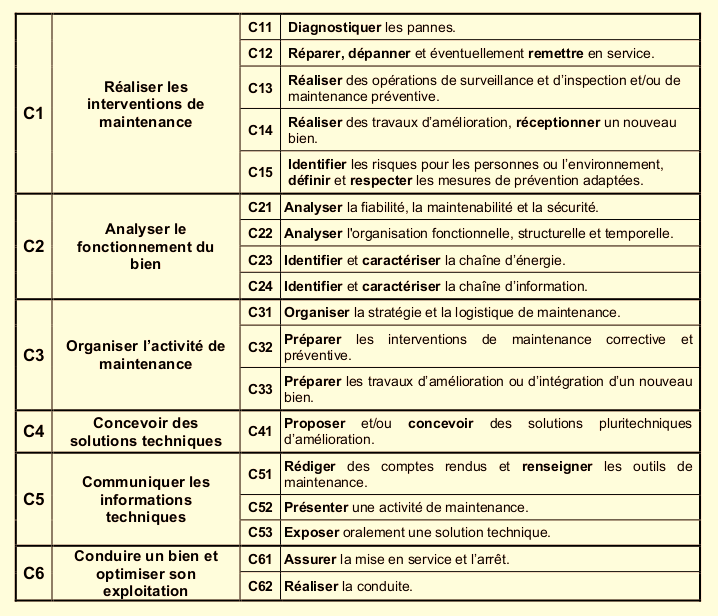 C1
Réaliser les
interventions de
maintenance
C11 Diagnostiquer les pannes.
C12 Réparer, dépanner et éventuellement remettre en service.
C13 Réaliser des opérations de surveillance et d'inspection et/ou de
maintenance préventive.
C14 Réaliser des travaux d'amélioration, réceptionner un nouveau
bien.
C15 Identifier les risques pour les personnes ou l'environnement,
définir et respecter les mesures de prévention adaptées.
C2
Analyser le
fonctionnement du
bien
C21 Analyser la fiabilité, la maintenabilité et la sécurité.
C22 Analyser l'organisation fonctionnelle, structurelle et temporelle.
C23 Identifier et caractériser la chaîne d'énergie.
C24 Identifier et caractériser la chaîne d'information.
C3
Organiser l'activité de
maintenance
C31 Organiser la stratégie et la logistique de maintenance.
C32 Préparer les interventions de maintenance corrective et
préventive.
C33 Préparer les travaux d'amélioration ou d'intégration d'un nouveau
bien.
C4
Concevoir des
solutions techniques
C41 Proposer et/ou concevoir des solutions pluritechniques
d'amélioration.
C5
Communiquer les
informations
techniques
C51 Rédiger des comptes rendus et renseigner les outils de
maintenance.
C52 Présenter une activité de maintenance.
C53 Exposer oralement une solution technique.
C6
Conduire un bien et
optimiser son
exploitation
C61 Assurer la mise en service et l'arrêt.
C62 Réaliser la conduite.